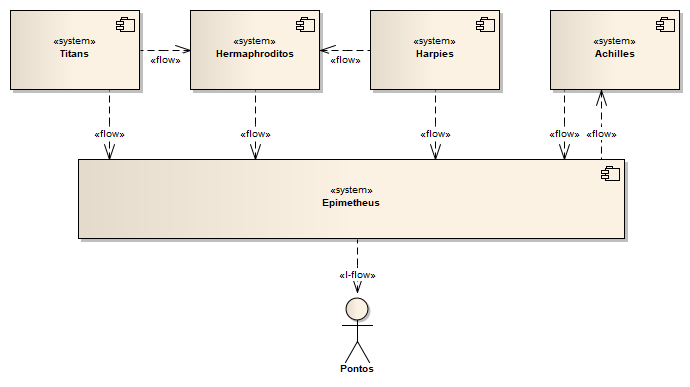 «system»
Titans
«flow»
«system»
Hermaphroditos
«flow»
«system»
Harpies
«system»
Achilles
«flow»
«flow»
«flow»
«flow»
«flow»
«system»
Epimetheus
«I-flow»
Pontos